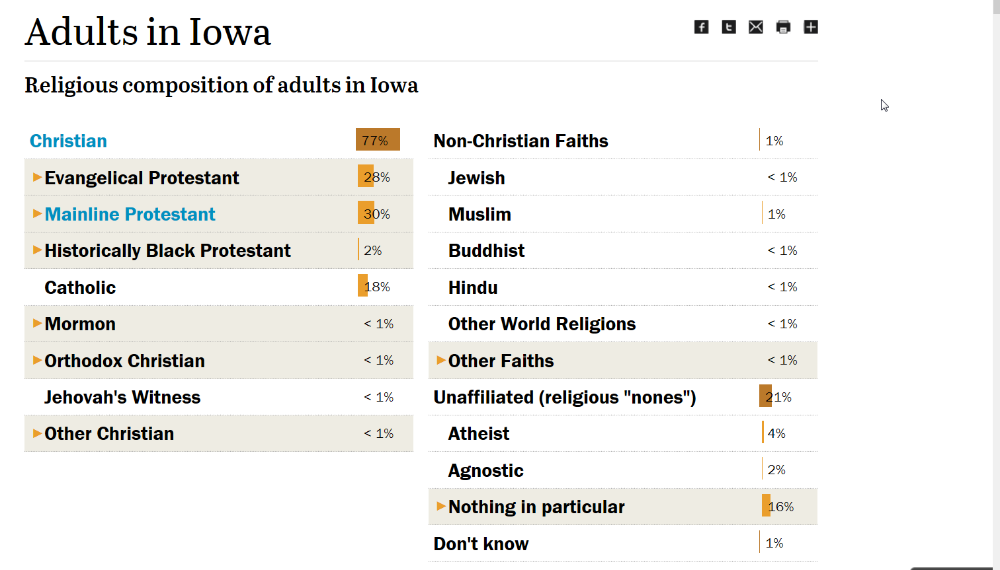 Adults in Iowa
Religious composition of adults in Iowa
Christian 77%
Evangelical Protestant 28%
Mainline Protestant 30%
Historically Black Protestant 2%
Catholic 18%
Mormon < 1%
Orthodox Christian < 1%
Jehovah's Witness < 1%
Other Christian < 1%
Non-Christian Faiths 1%
Jewish < 1%
Muslim 1%
Buddhist < 1%
Hindu < 1%
Other World Religions < 1%
Other Faiths < 1%
Unaffiliated (religious "nones") 21%
Atheist 4%
Agnostic 2%
Nothing in particular 16%
Don't know 1%